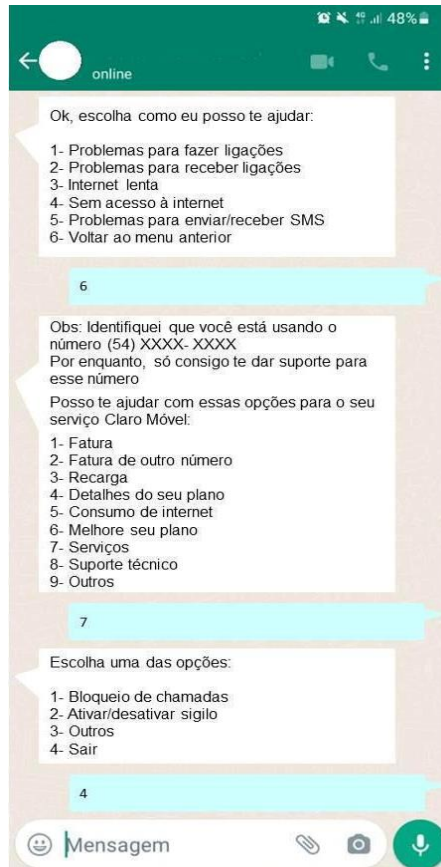 4G 48%
online
Ok, escolha como eu posso te ajudar:
1- Problemas para fazer ligações
2- Problemas para receber ligações
3- Internet lenta
4- Sem acesso à internet
5- Problemas para enviar/receber SMS
6- Voltar ao menu anterior
6
Obs: Identifiquei que você está usando o
número (54) XXXX- XXXX
Por enquanto, só consigo te dar suporte para
esse número
Posso te ajudar com essas opções para o seu
serviço Claro Móvel:
1- Fatura
2- Fatura de outro número
3- Recarga
4- Detalhes do seu plano
5- Consumo de internet
6- Melhore seu plano
7- Serviços
8- Suporte técnico
9- Outros
7
Escolha uma das opções:
1- Bloqueio de chamadas
2- Ativar/desativar sigilo
3- Outros
4- Sair
4
Mensagem